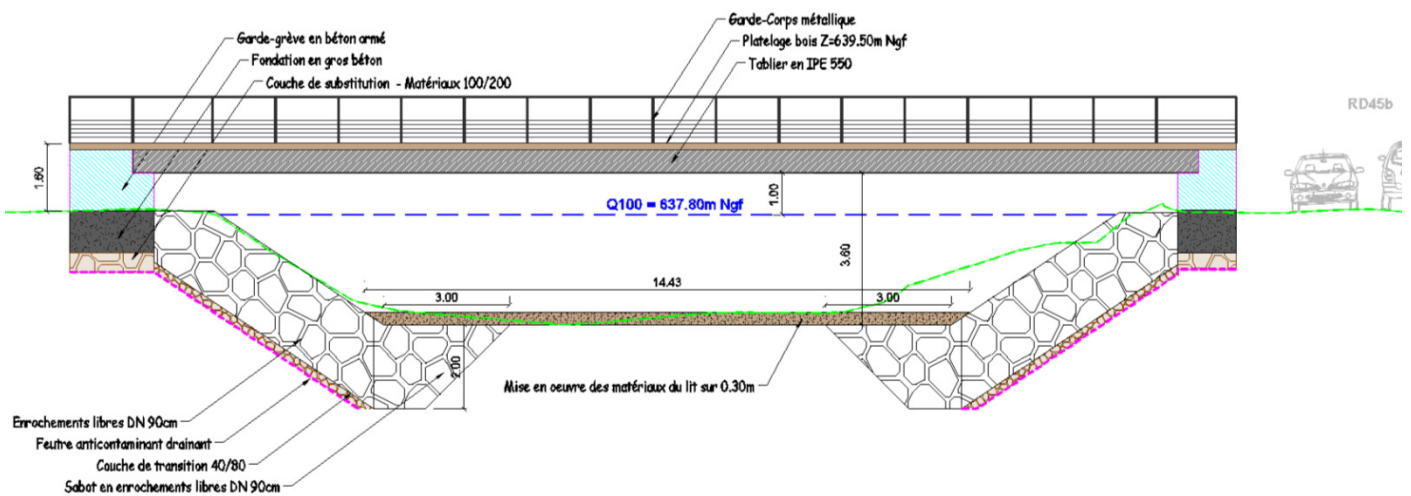 Garde-Corps métallique
Garde-grève en béton armé
Platelage bois Z=639.50m Ngf
Fondation en gros béton
Tablier en IPE 550
Couche de substitution - Matériaux 100/200
RD45b
1.60
1.00
Q100 = 637.80m Ngf
3.60
14.43
3.00
3.00
2.00
Mise en oeuvre des matériaux du lit sur 0.30m
Enrochements libres DN 90cm
Feutre anticontaminant drainant
Couche de transition 40/80
Sabot en enrochements libres DN 90cm